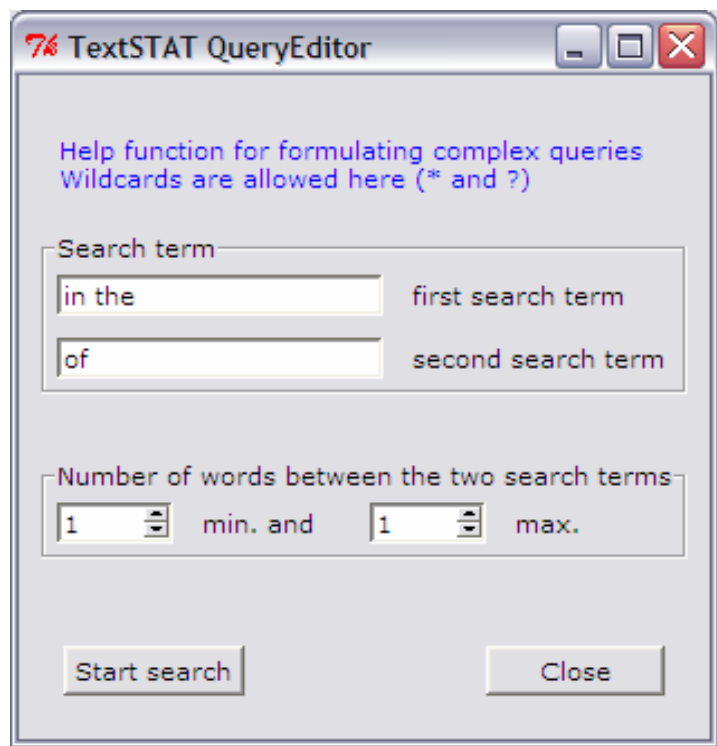 TextSTAT QueryEditor
Help function for formulating complex queries
Wildcards are allowed here (* and ?)
Search term
in the first search term
of second search term
Number of words between the two search terms
1 min. and 1 max.
Start search Close